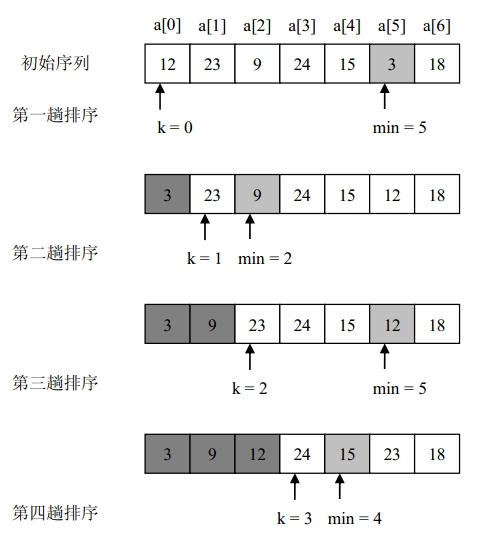 a[0] a[1] a[2] a[3] a[4] a[5] a[6]
初始序列 12 23 9 24 15 3 18
第一趟排序
k = 0 min = 5
3 23 9 24 15 12 18
第二趟排序
k = 1 min = 2
3 9 23 24 15 12 18
第三趟排序
k = 2 min = 5
3 9 12 24 15 23 18
第四趟排序
k = 3 min = 4